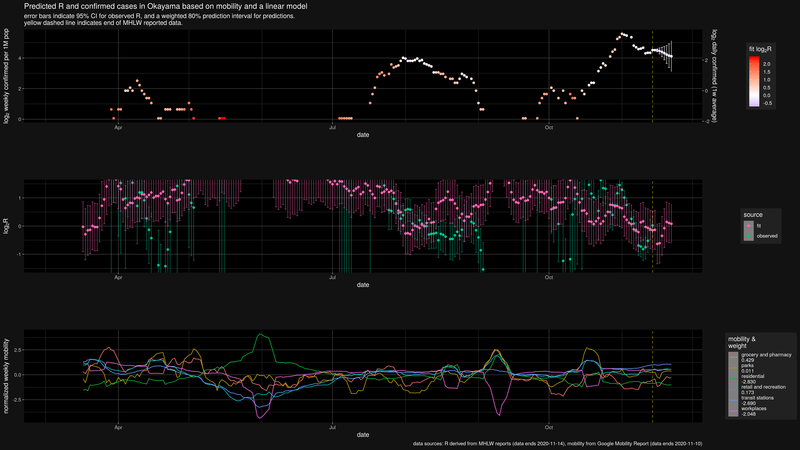 Predicted R and confirmed cases in Okayama based on mobility and a linear model
error bars indicate 95% CI for observed R, and a weighted 80% prediction interval for predictions.
yellow dashed line indicates end of MHLW reported data.
log₂ weekly confirmed per 1M pop
4
2
0
Apr
Jul
Oct
date
2
0
-2
log₂ daily confirmed (1w average)
fit log₂R
2.0
1.5
1.0
0.5
0.0
-0.5
log₂R
1
0
-1
Apr
Jul
Oct
date
source
fit
observed
normalised weekly mobility
2.5
0.0
-2.5
Apr
Jul
Oct
date
mobility &
weight
grocery and pharmacy
0.429
parks
0.011
residential
-2.830
retail and recreation
0.173
transit stations
-2.690
workplaces
-2.048
data sources: R derived from MHLW reports (data ends 2020-11-14), mobility from Google Mobility Report (data ends 2020-11-10)